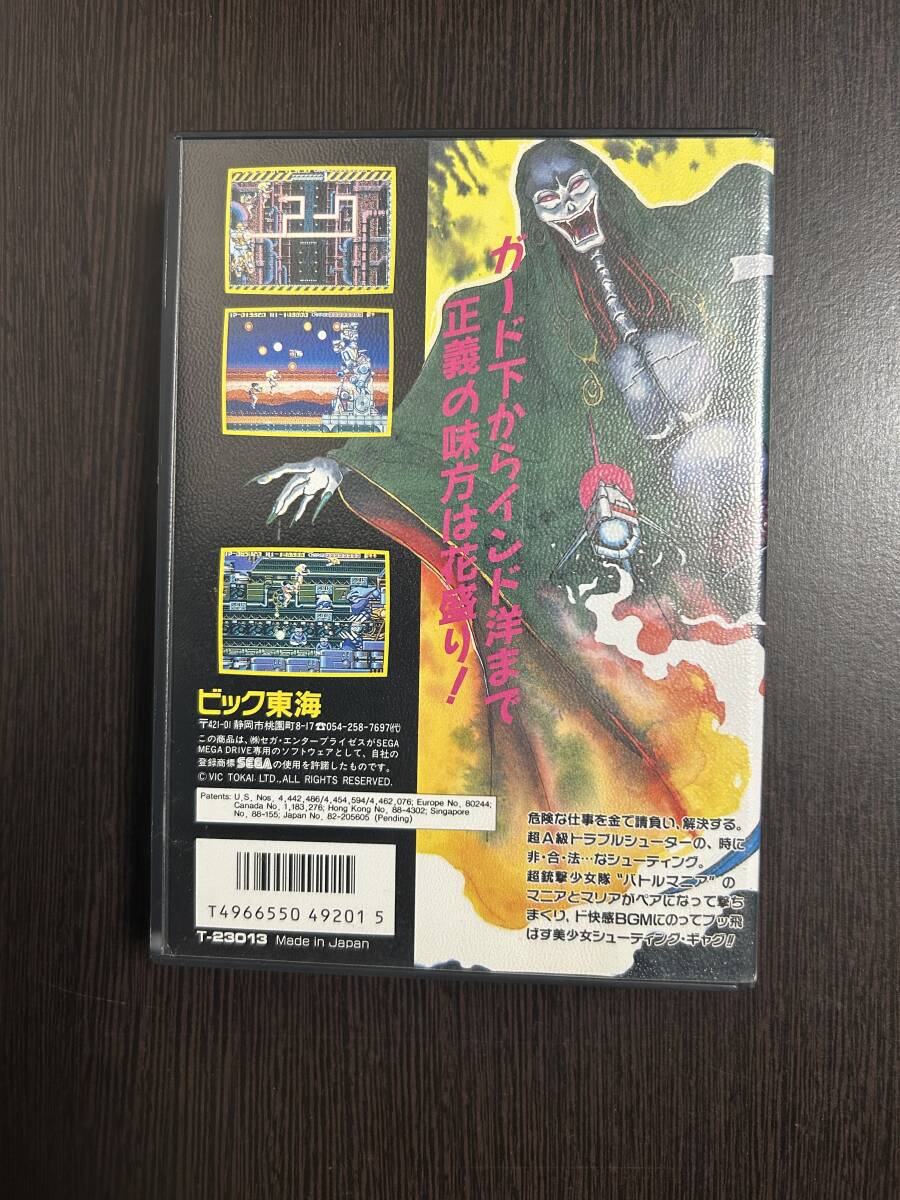 2-9
ガード下からインド洋まで
正義の味方は花盛り!
ビック東海
〒421-01 静岡市桃園町8-17☎054-258-7697(代)
この商品は、㈱セガ・エンタープライゼスがSEGA
MEGA DRIVE専用のソフトウェアとして、自社の
登録商標SEGAの使用を許諾したものです。
© VIC TOKAI LTD.,ALL RIGHTS RESERVED.
Patents: U.S. Nos. 4,442,486/4,454,594/4,462,076; Europe No. 80244;
Canada No. 1,183,276; Hong Kong No. 88-4302; Singapore
No. 88-155; Japan No. 82-205605 (Pending)
T4966550 49201 5
T-23013 Made in Japan
危険な仕事を金で請負い、解決する。
超A級トラブルシューターの、時に
非・合・法…なシューティング。
超銃撃少女隊"バトルマニア"の
マニアとマリアがペアになって撃ち
まくり、ド快感BGMにのってブッ飛
ばす美少女シューティング・ギャグ!!